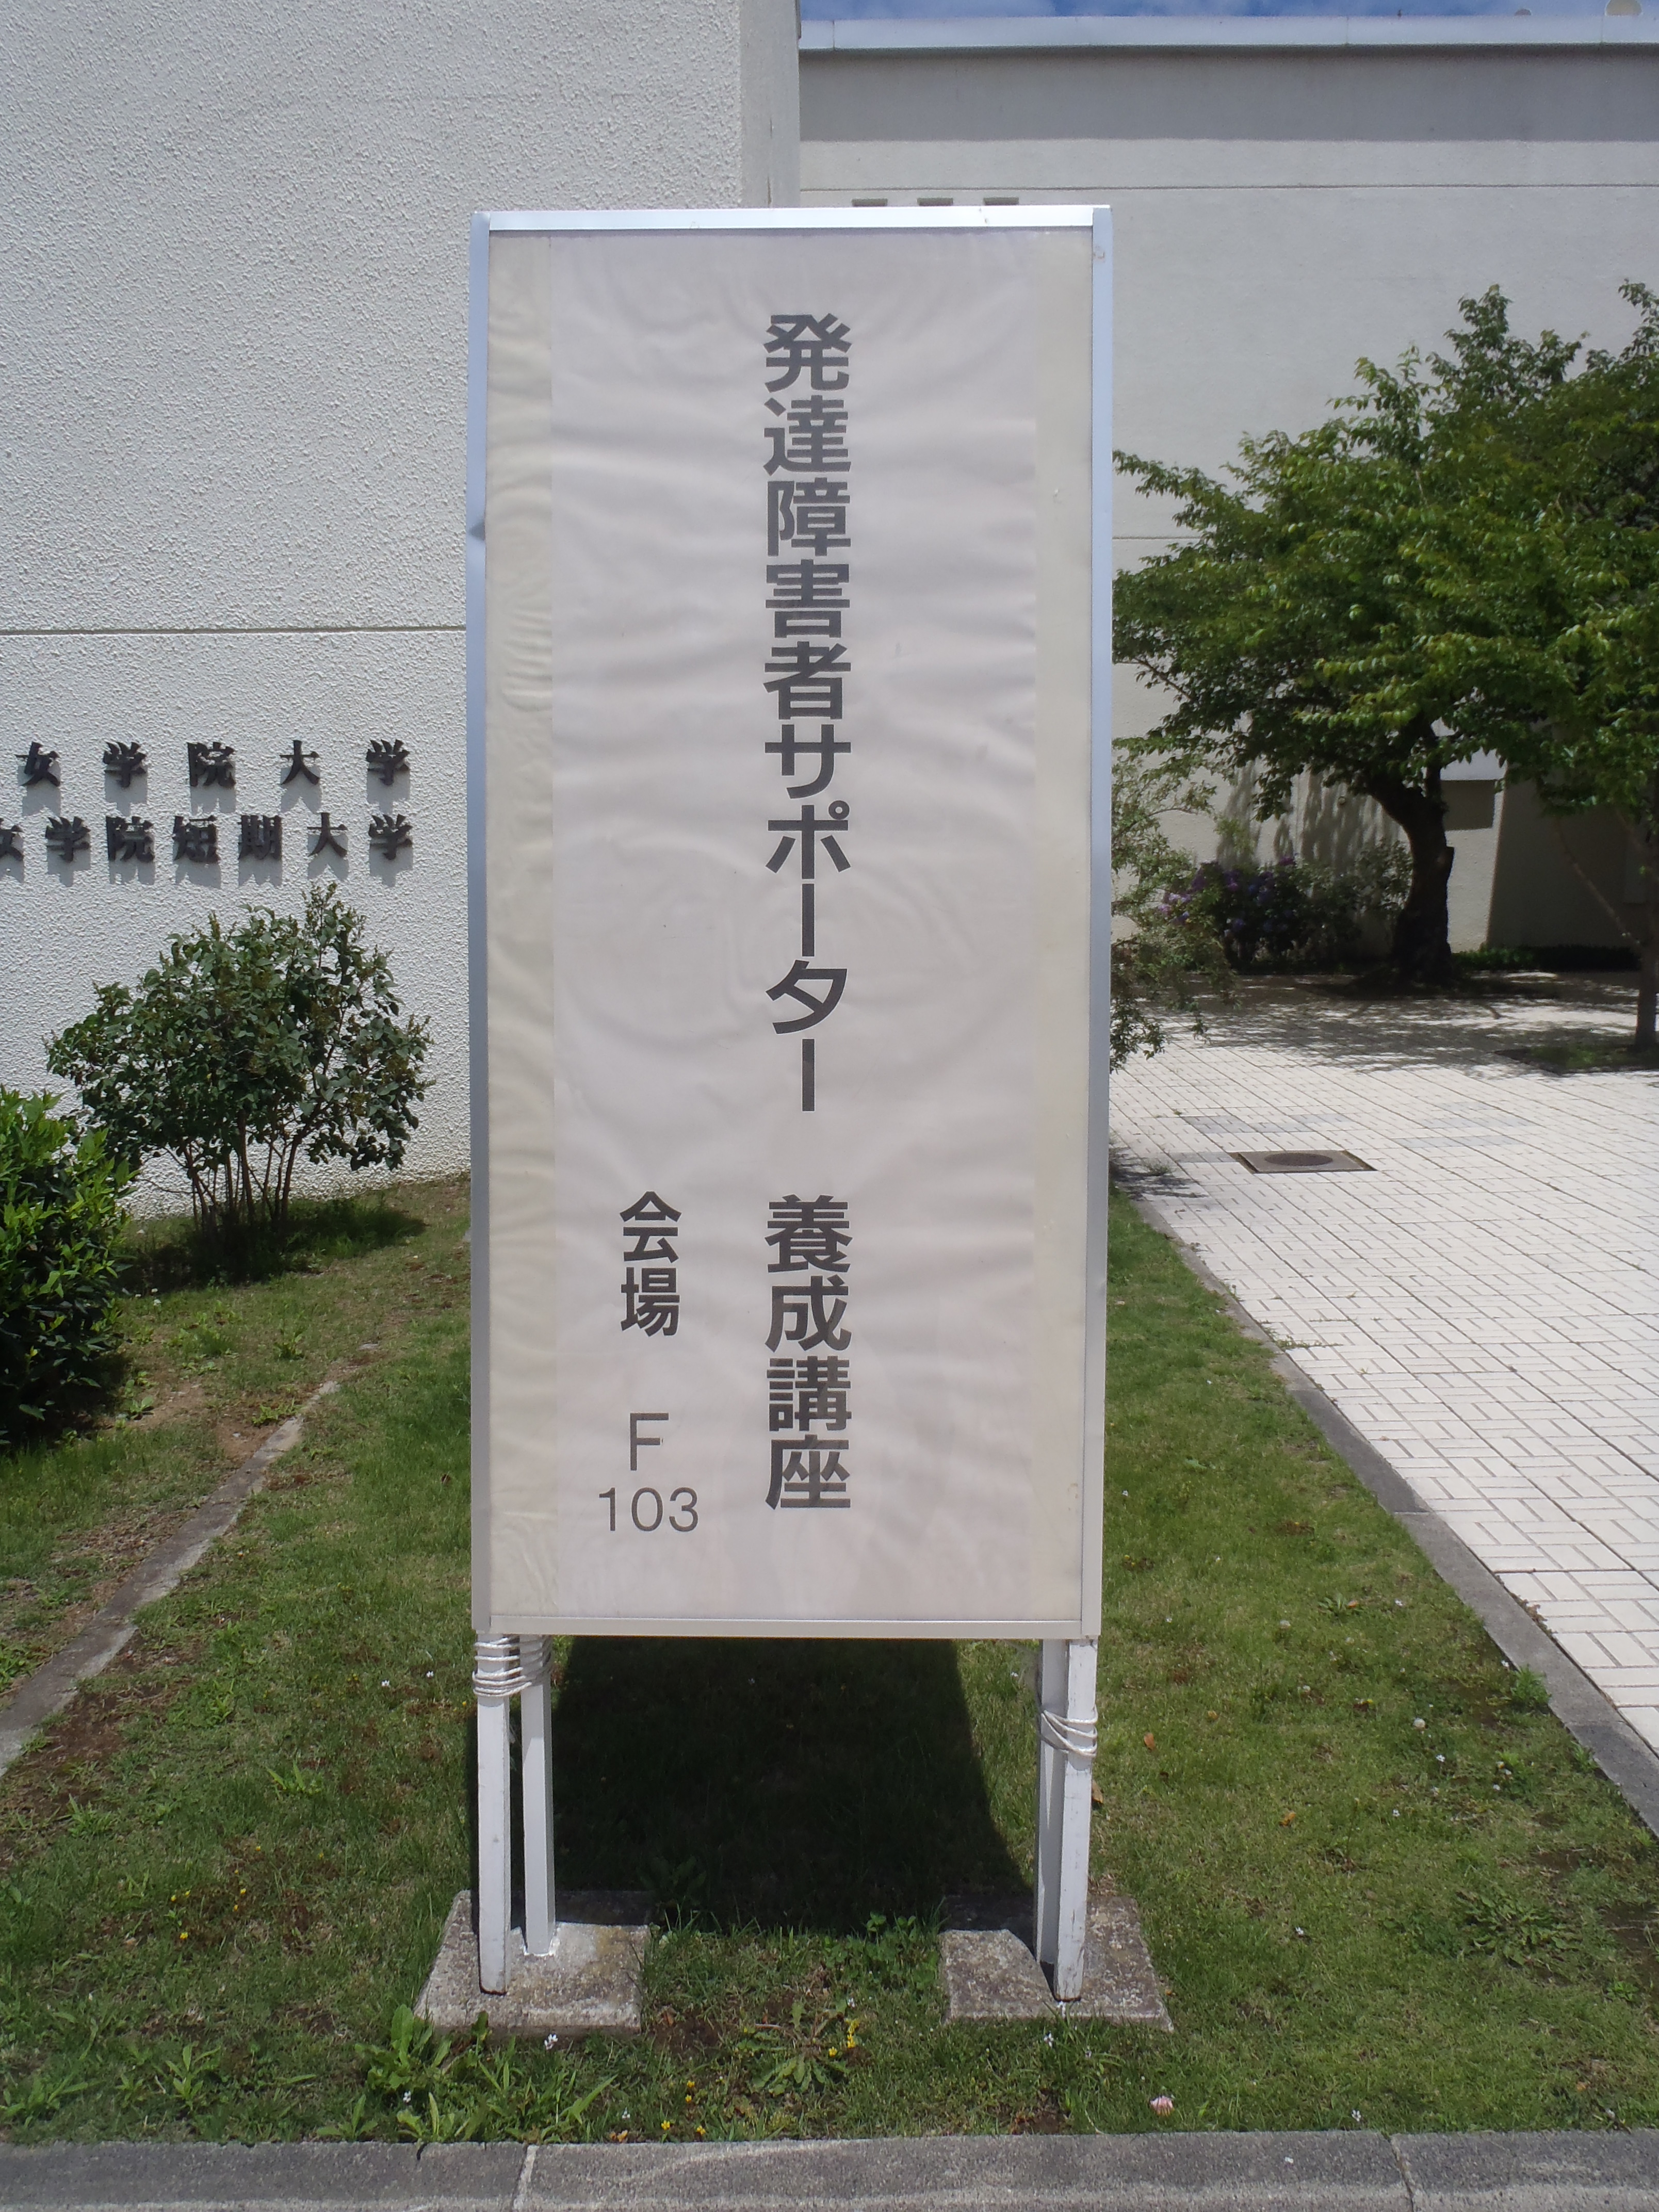 発達障害者サポーター 養成講座
会場 F 103
女学院大学
女学院短期大学